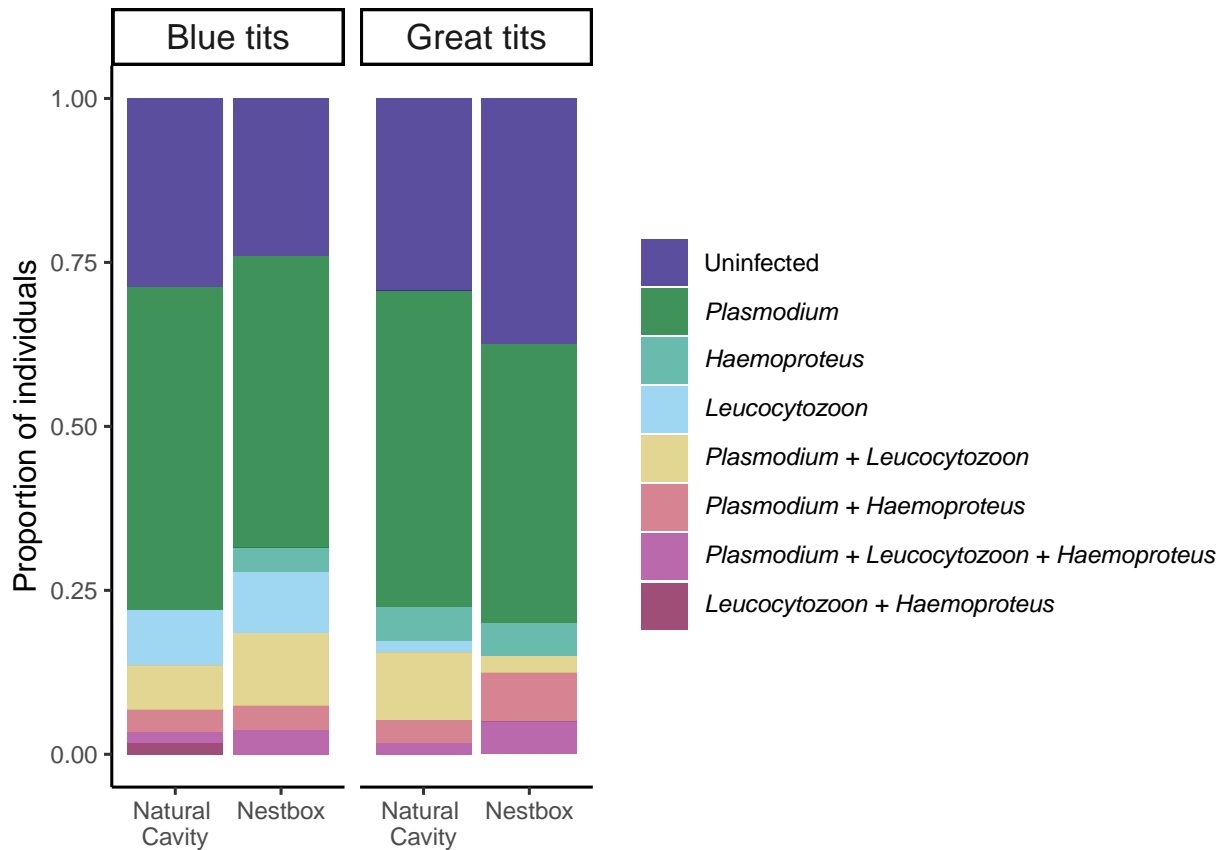 Blue tits
Great tits
Proportion of individuals
1.00
0.75
0.50
0.25
0.00
Natural
Cavity
Nestbox
Natural
Cavity
Nestbox
Uninfected
Plasmodium
Haemoproteus
Leucocytozoon
Plasmodium + Leucocytozoon
Plasmodium + Haemoproteus
Plasmodium + Leucocytozoon + Haemoproteus
Leucocytozoon + Haemoproteus